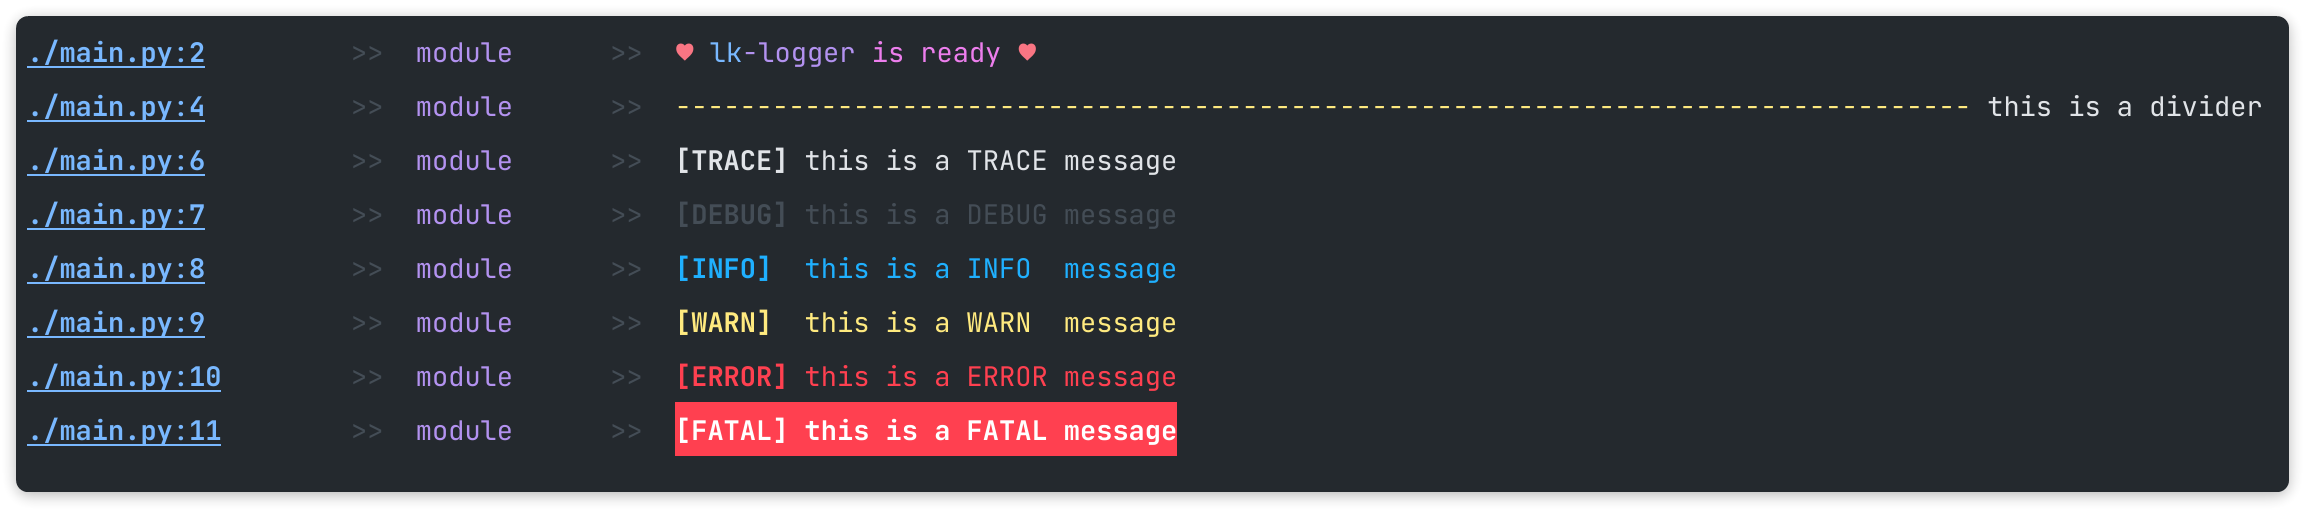 ./main.py:2 >> module >> ♥ lk-logger is ready ♥
./main.py:4 >> module >> -------------------------------------------------------------------------------- this is a divider
./main.py:6 >> module >> [TRACE] this is a TRACE message
./main.py:7 >> module >> [DEBUG] this is a DEBUG message
./main.py:8 >> module >> [INFO]  this is a INFO  message
./main.py:9 >> module >> [WARN]  this is a WARN  message
./main.py:10 >> module >> [ERROR] this is a ERROR message
./main.py:11 >> module >> [FATAL] this is a FATAL message